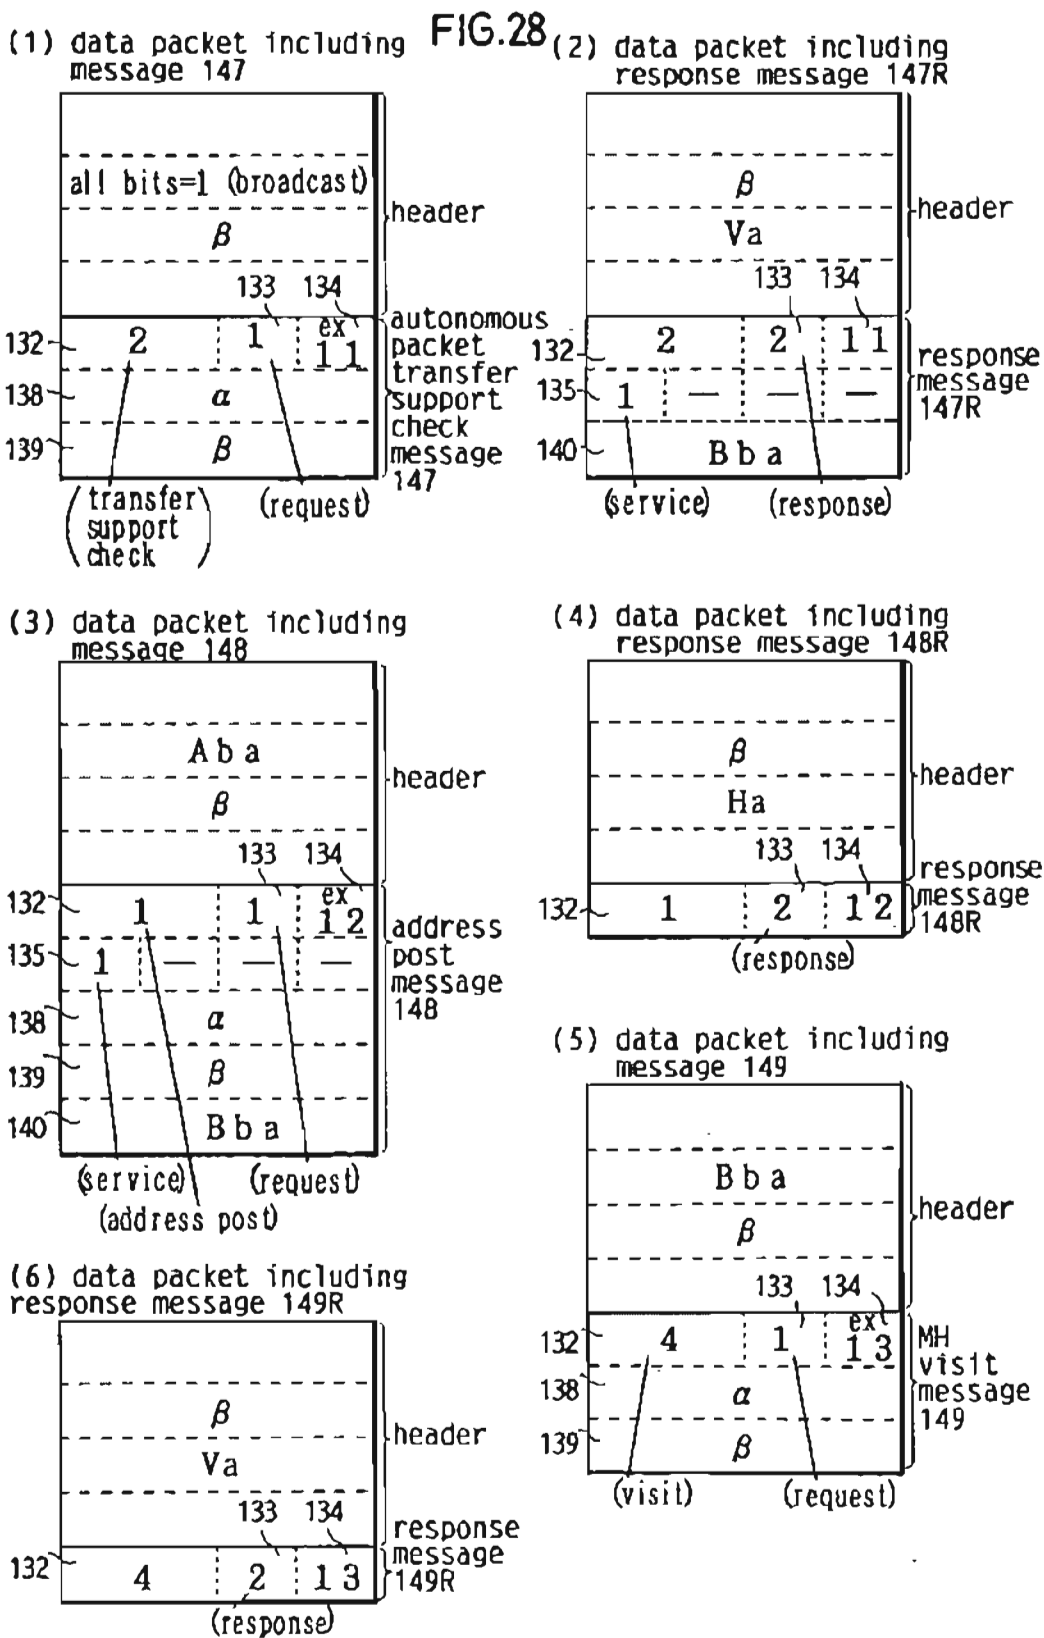 FIG.28
(1) data packet including
message 147
all bits=1 (broadcast)
β
header
133 134
132
2
1
ex
11
138
α
139
β
autonomous
packet
transfer
support
check
message
147
(transfer
support
check)
(request)
(2) data packet including
response message 147R
β
Va
header
133 134
132
2
2
11
135
1
—
—
—
140
Bba
response
message
147R
(service)
(response)
(3) data packet including
message 148
Aba
β
header
133 134
132
1
1
ex
12
135
1
—
—
—
138
α
139
β
140
Bba
address
post
message
148
(service)
(request)
(address post)
(4) data packet including
response message 148R
β
Ha
header
133 134
132
1
2
12
response
message
148R
(response)
(5) data packet including
message 149
Bba
β
header
133 134
132
4
1
ex
13
138
α
139
β
MH
visit
message
149
(visit)
(request)
(6) data packet including
response message 149R
β
Va
header
133 134
132
4
2
13
response
message
149R
(response)